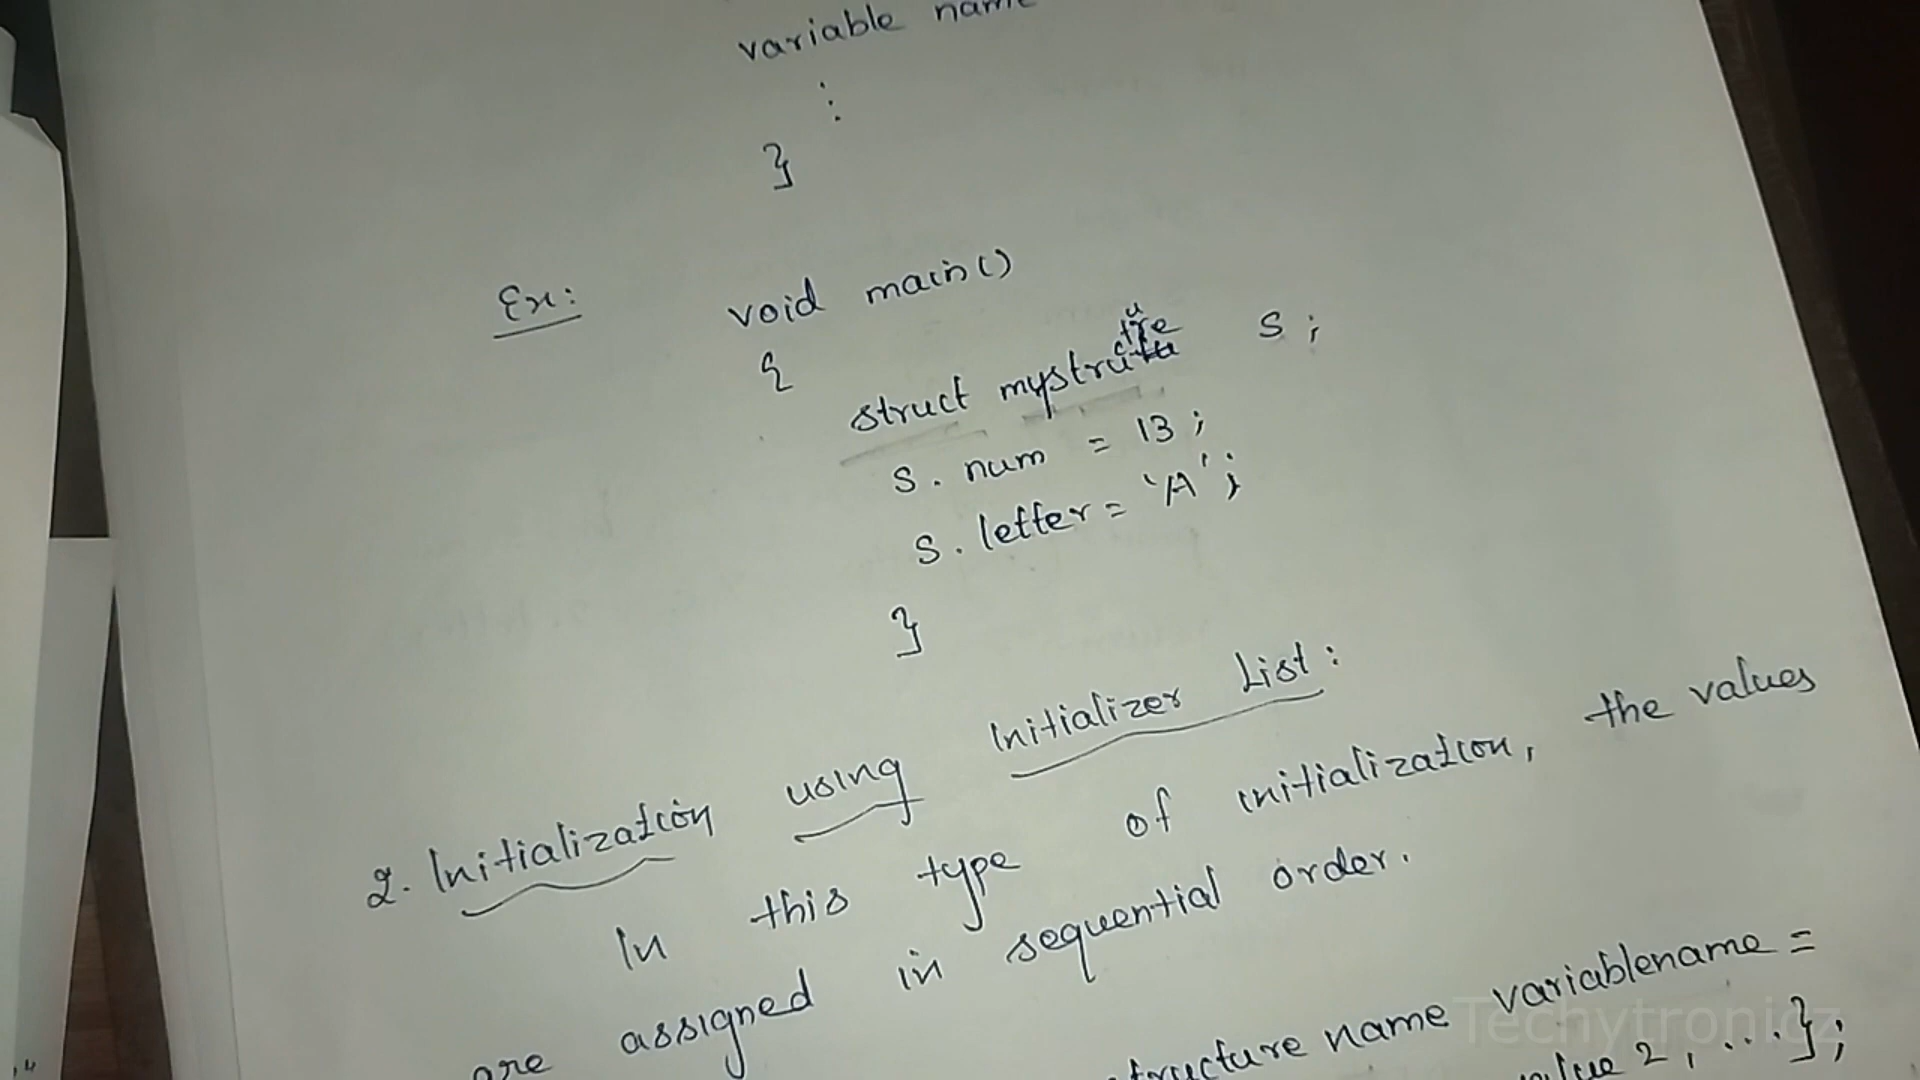 variable name
⋮
}
Ex: void main()
{
struct mystructure s;
s. num = 13;
s. letter = 'A';
}
2. Initialization using Initializer List:
In this type of initialization, the values
are assigned in sequential order.
structure name variablename =
value 2, ...};
Techytronicz